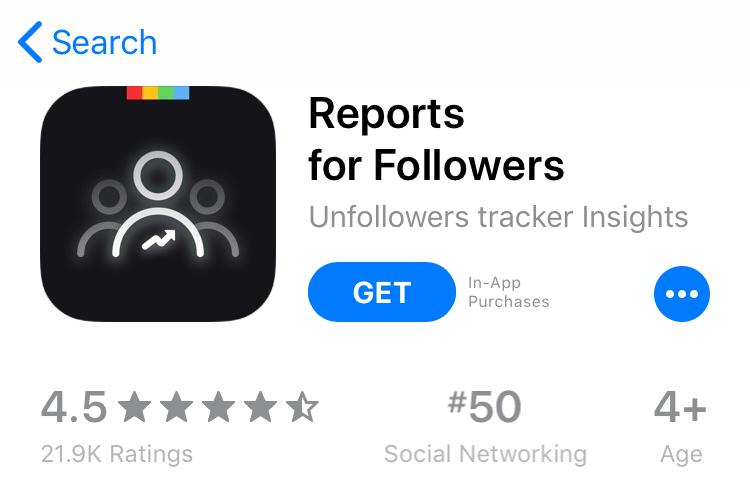 Search
Reports
for Followers
Unfollowers tracker Insights
GET
In-App
Purchases
4.5
#50
4+
21.9K Ratings
Social Networking
Age